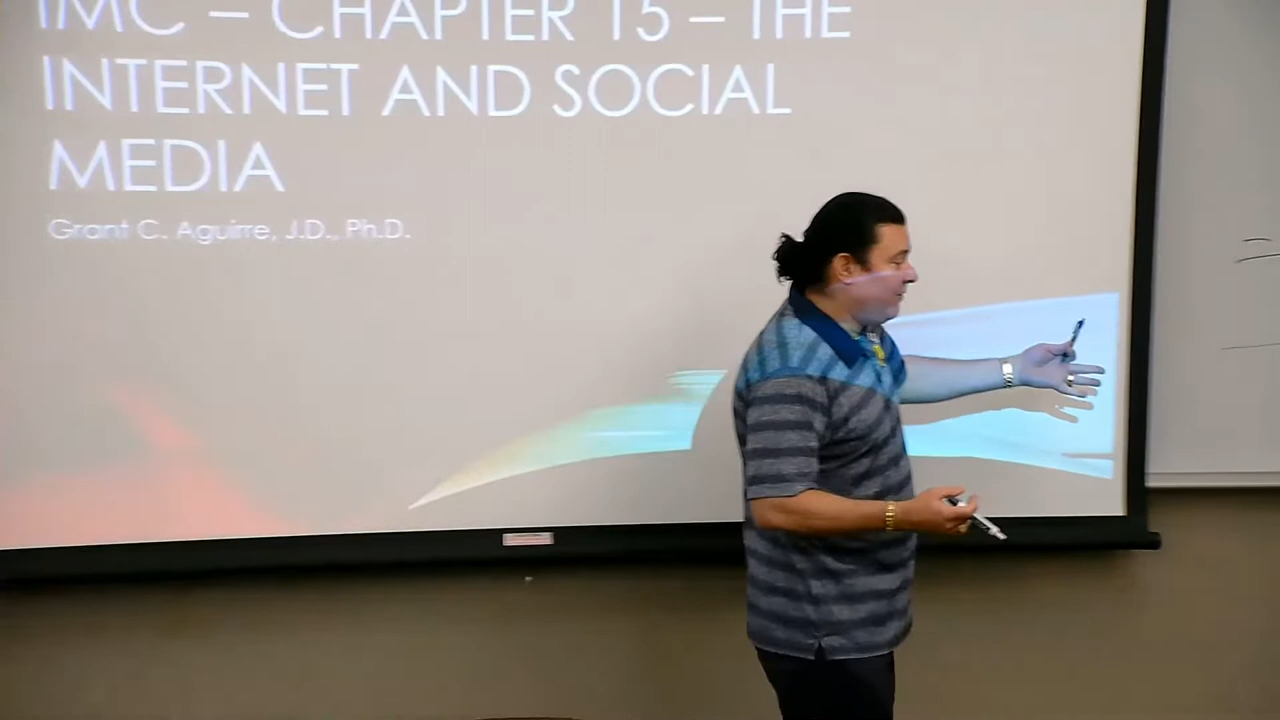 IMC – CHAPTER 15 – THE
INTERNET AND SOCIAL
MEDIA
Grant C. Aguirre, J.D., Ph.D.